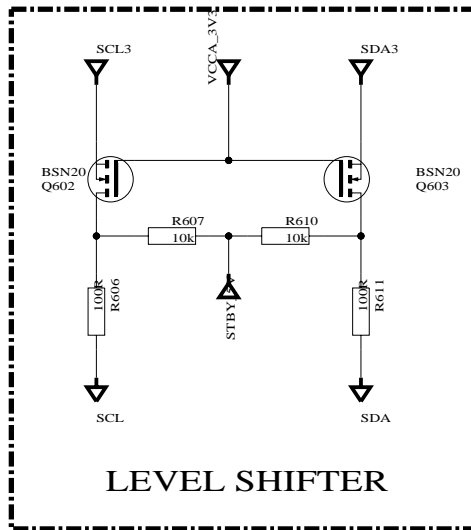 SCL3
VCCA_3V3
SDA3
BSN20
Q602
BSN20
Q603
R607
10k
R610
10k
100R
R606
STBY_5V
100R
R611
SCL
SDA
LEVEL SHIFTER